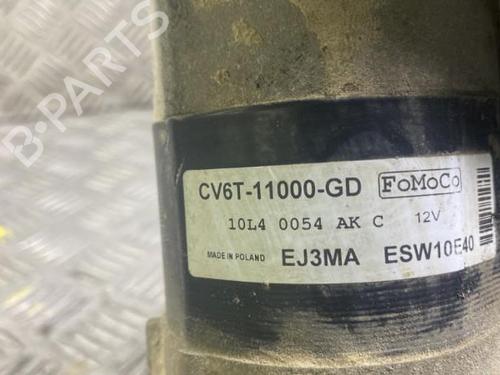 B-PARTS
CV6T-11000-GD FoMoCo
10L4 0054 AK C 12V
MADE IN POLAND EJ3MA ESW10E40